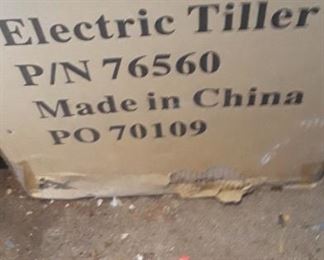 Electric Tiller
P/N 76560
Made in China
PO 70109